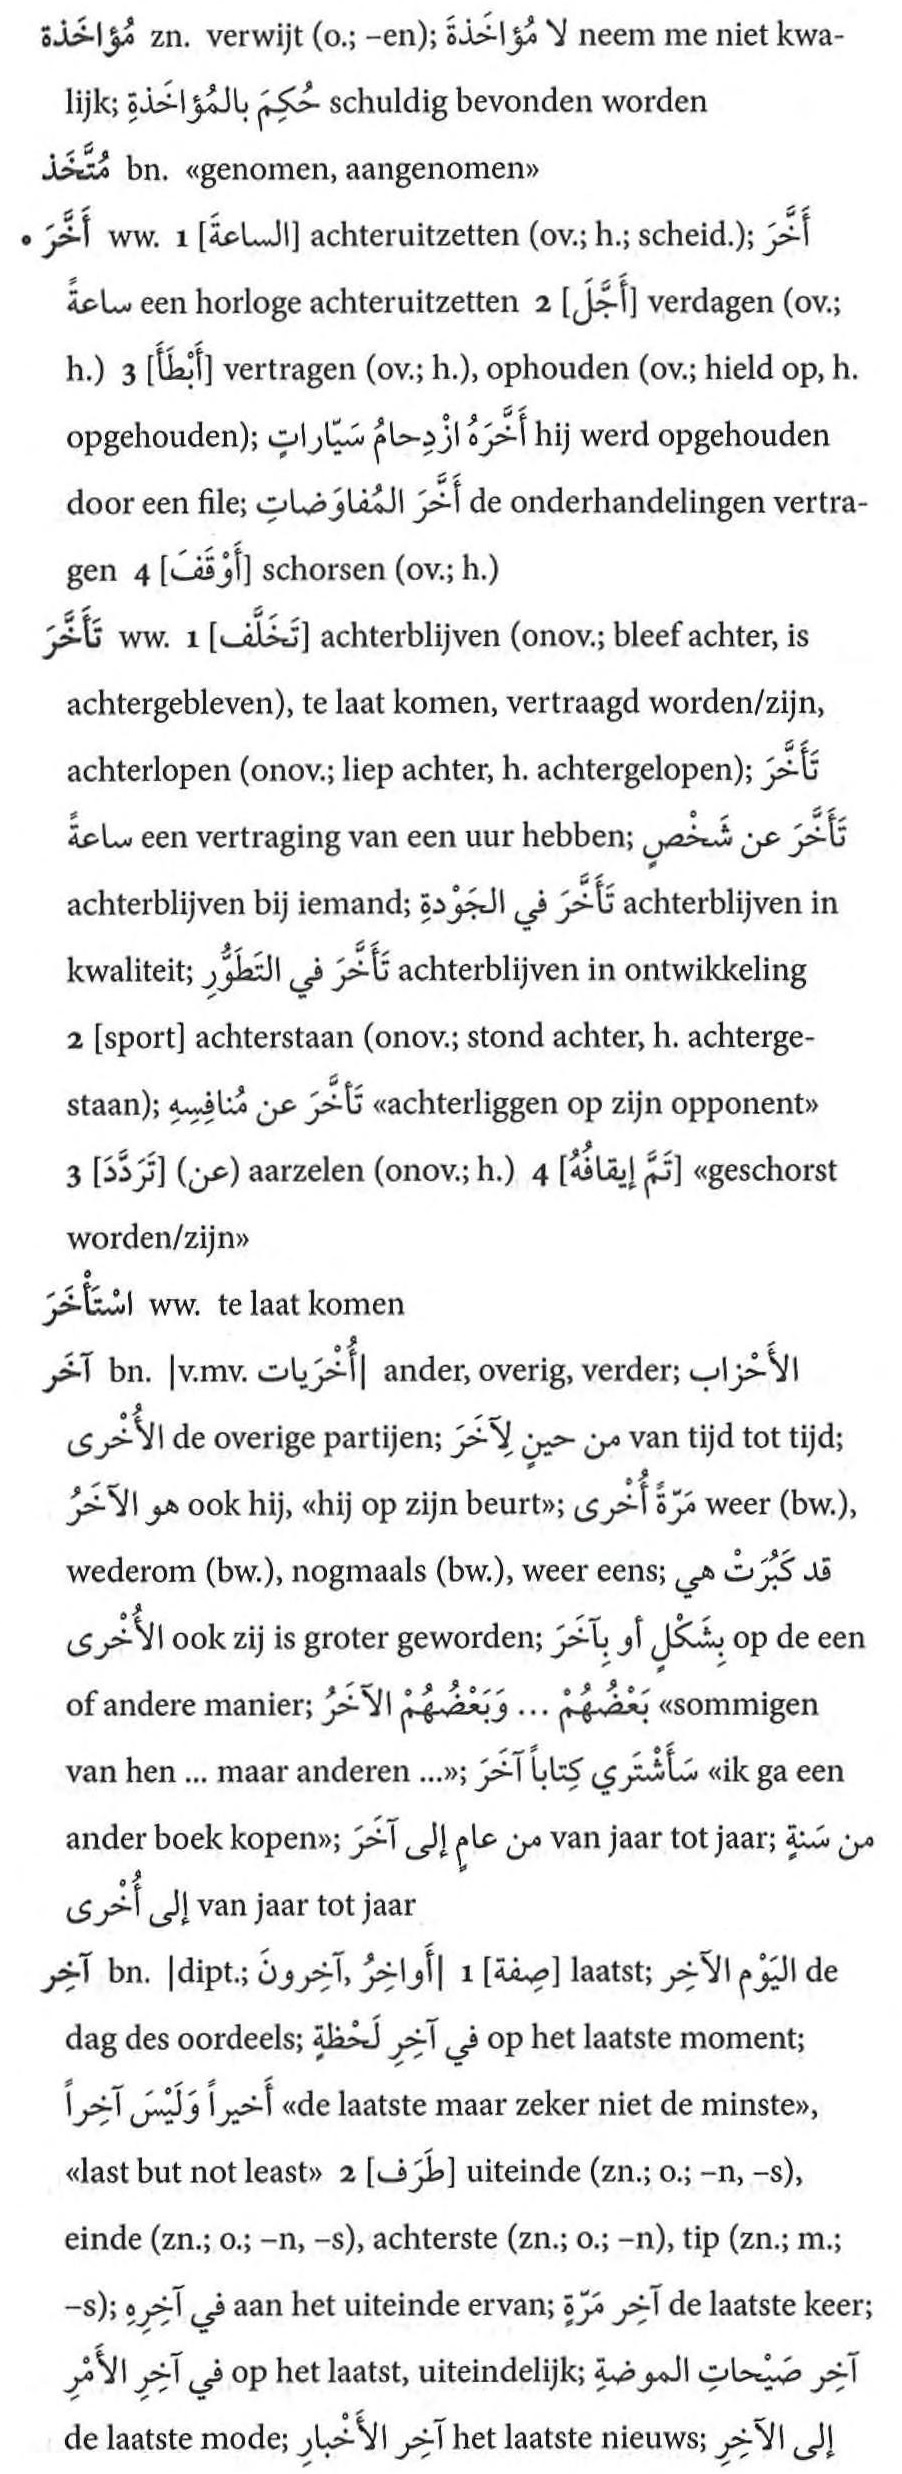 مُؤاخَذة zn. verwijt (o.; –en); لا مُؤاخَذةَ neem me niet kwa-
lijk; حُكِمَ بالمُؤاخَذةِ schuldig bevonden worden
مُتَّخَذ bn. «genomen, aangenomen»
• أَخَّرَ ww. 1 [الساعةَ] achteruitzetten (ov.; h.; scheid.); أَخَّرَ
ساعةً een horloge achteruitzetten 2 [أَجَّلَ] verdagen (ov.;
h.) 3 [أَبْطَأَ] vertragen (ov.; h.), ophouden (ov.; hield op, h.
opgehouden); أَخَّرَهُ ازْدِحامُ سَيّاراتٍ hij werd opgehouden
door een file; أَخَّرَ المُفاوَضاتِ de onderhandelingen vertra-
gen 4 [أَوْقَفَ] schorsen (ov.; h.)
تَأَخَّرَ ww. 1 [تَخَلَّف] achterblijven (onov.; bleef achter, is
achtergebleven), te laat komen, vertraagd worden/zijn,
achterlopen (onov.; liep achter, h. achtergelopen); تَأَخَّرَ
ساعةً een vertraging van een uur hebben; تَأَخَّرَ عن شَخْصٍ
achterblijven bij iemand; تَأَخَّرَ في الجَوْدةِ achterblijven in
kwaliteit; تَأَخَّرَ في التَطَوُّرِ achterblijven in ontwikkeling
2 [sport] achterstaan (onov.; stond achter, h. achterge-
staan); تَأخَّرَ عن مُنافِسِهِ «achterliggen op zijn opponent»
3 [تَرَدَّدَ] (عن) aarzelen (onov.; h.) 4 [تَمَّ إيقافُهُ] «geschorst
worden/zijn»
اسْتَأْخَرَ ww. te laat komen
آخَر bn. |v.mv. أُخْرَيات| ander, overig, verder; الأَحْزاب
الأُخْرى de overige partijen; من حينٍ لِآخَرَ van tijd tot tijd;
هو الآخَرُ ook hij, «hij op zijn beurt»; مَرّةً أُخْرى weer (bw.),
wederom (bw.), nogmaals (bw.), weer eens; قد كَبُرَتْ هي
الأُخْرى ook zij is groter geworden; بِشَكْلٍ أو بِآخَرَ op de een
of andere manier; بَعْضُهُمْ ... وَبَعْضُهُمْ الآخَرُ «sommigen
van hen ... maar anderen ...»; سَأَشْتَري كِتاباً آخَرَ «ik ga een
ander boek kopen»; من عامٍ إلى آخَرَ van jaar tot jaar; من سَنةٍ
إلى أُخْرى van jaar tot jaar
آخِر bn. |dipt.; أَواخِرُ, آخِرونَ| 1 [صِفة] laatst; اليَوْم الآخِر de
dag des oordeels; في آخِرِ لَحْظةٍ op het laatste moment;
أَخيراً وَلَيْسَ آخِراً «de laatste maar zeker niet de minste»,
«last but not least» 2 [طَرَف] uiteinde (zn.; o.; –n, –s),
einde (zn.; o.; –n, –s), achterste (zn.; o.; –n), tip (zn.; m.;
–s); في آخِرِهِ aan het uiteinde ervan; آخِر مَرّةٍ de laatste keer;
في آخِرِ الأَمْرِ op het laatst, uiteindelijk; آخِر صَيْحاتِ الموضةِ
de laatste mode; آخِر الأَخْبارِ het laatste nieuws; إلى الآخِرِ